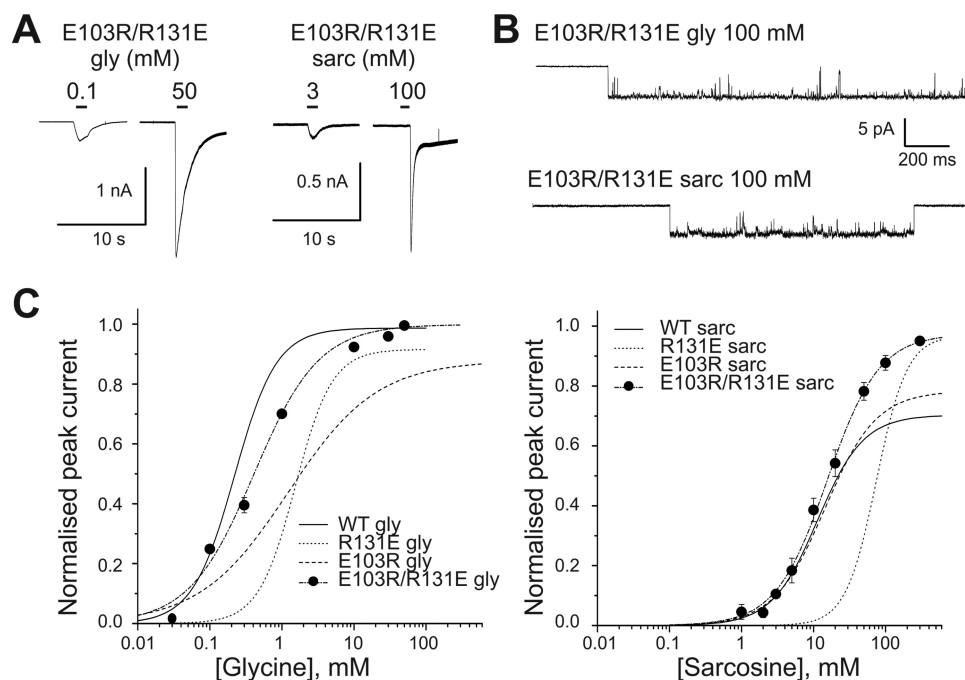 A
E103R/R131E
gly (mM)
0.1
50
1 nA
10 s
E103R/R131E
sarc (mM)
3
100
0.5 nA
10 s
B
E103R/R131E gly 100 mM
5 pA
200 ms
E103R/R131E sarc 100 mM
C
Normalised peak current
1.0
0.8
0.6
0.4
0.2
0.0
0.01
0.1
1
10
100
[Glycine], mM
WT gly
R131E gly
E103R gly
E103R/R131E gly
Normalised peak current
1.0
0.8
0.6
0.4
0.2
0.0
0.01
0.1
1
10
100
[Sarcosine], mM
WT sarc
R131E sarc
E103R sarc
E103R/R131E sarc